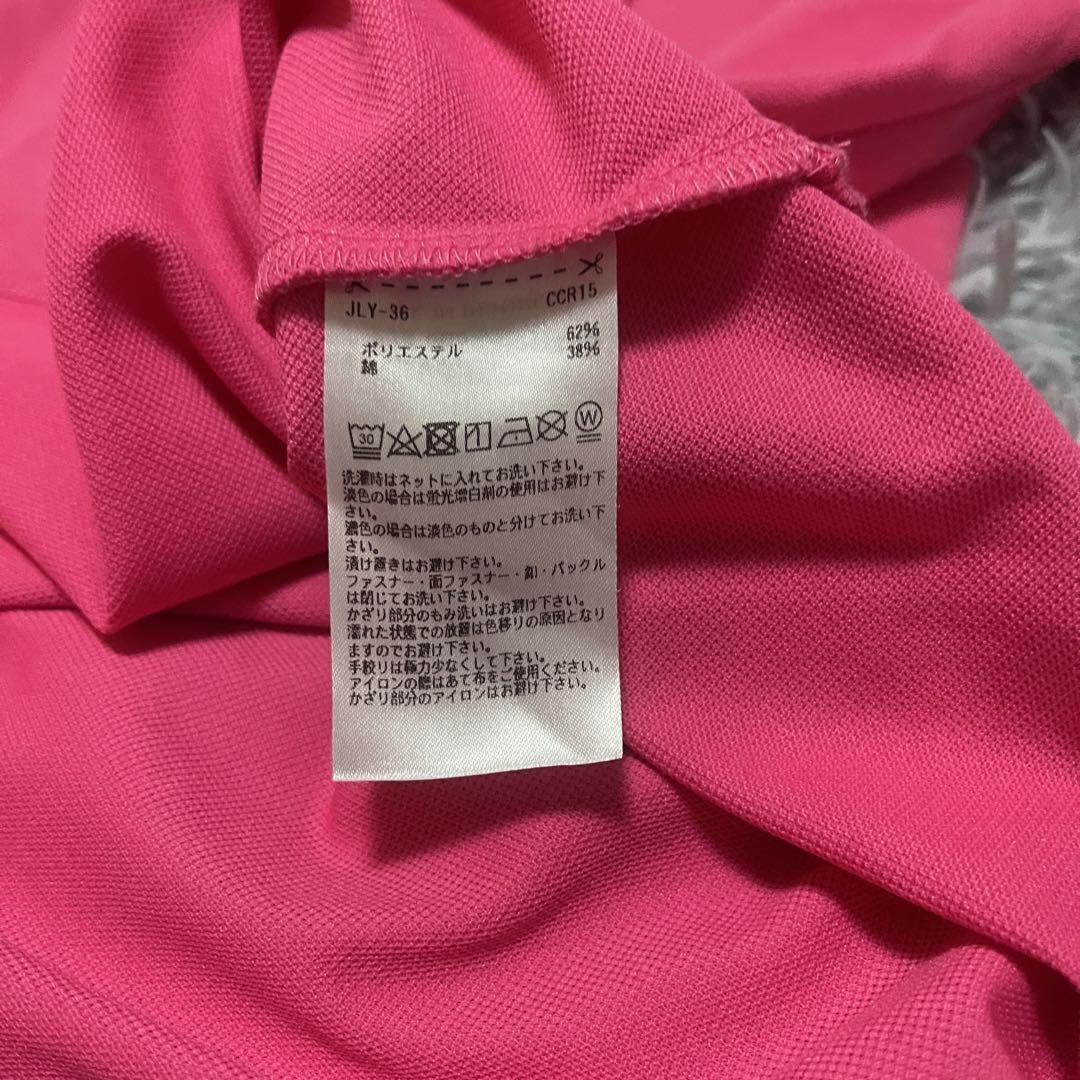 JLY-36 CCR15
ポリエステル 62%
綿 38%
30 W
洗濯時はネットに入れてお洗い下さい。
淡色の場合は蛍光増白剤の使用はお避け下
さい。
濃色の場合は淡色のものと分けてお洗い下
さい。
漬け置きはお避け下さい。
ファスナー・面ファスナー・釦・バックル
は閉じてお洗い下さい。
かざり部分のもみ洗いはお避け下さい。
濡れた状態での放置は色移りの原因となり
ますのでお避け下さい。
手絞りは極力少なくして下さい。
アイロンの際はあて布をご使用ください。
かざり部分のアイロンはお避け下さい。